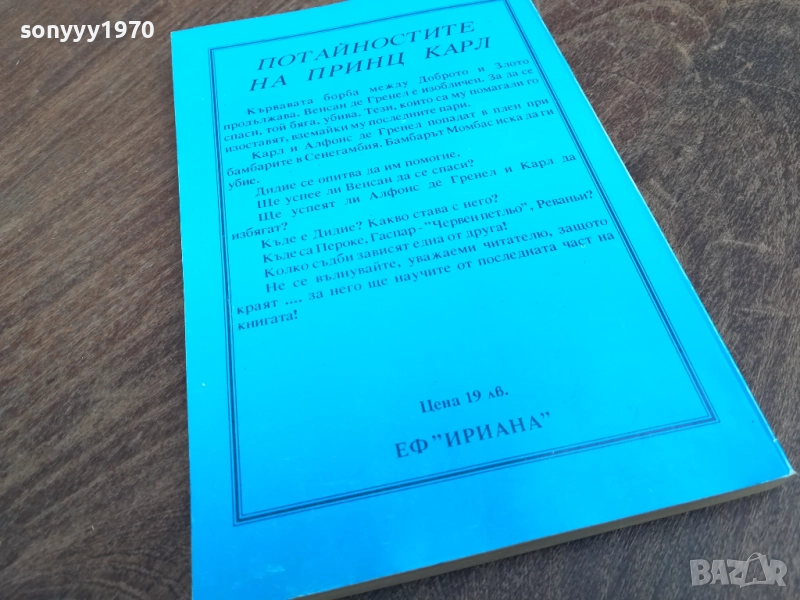 sonyyy1970
ПОТАЙНОСТИТЕ
НА ПРИНЦ КАРЛ
Кървавата борба между Доброто и Злото
продължава. Венсан де Гренел е изобличен. За да се
спаси, той бяга, убива. Тези, които са му помагали го
изоставят, вземайки му последните пари.
Карл и Алфонс де Гренел попадат в плен при
бамбарите в Сенегамбия. Бамбарът Момбас иска да ги
убие.
Дидие се опитва да им помогне.
Ще успее ли Венсан да се спаси?
Ще успеят ли Алфонс де Гренел и Карл да
избягат?
Къде е Дидие? Какво става с него?
Къде са Пероке, Гаспар - "Червен петльо", Реваньи?
Колко съдби зависят една от друга!
Не се вълнувайте, уважаеми читателю, защото
краят .... за него ще научите от последната част на
книгата!
Цена 19 лв.
ЕФ "ИРИАНА"
BAZAR